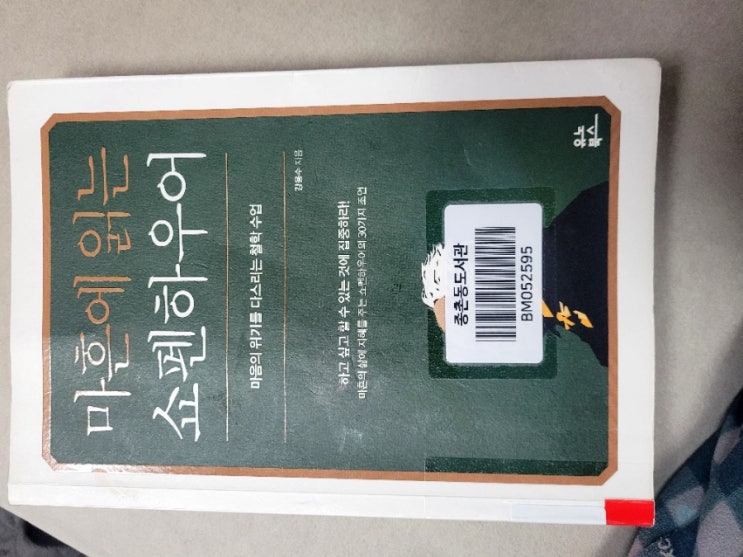 마흔에 읽는
쇼펜하우어
마음의 위기를 다스리는 철학 수업
강용수 지음
하고 싶고 할 수 있는 것에 집중하라!
마흔의 삶에 지혜를 주는 쇼펜하우어의 30가지 조언
종촌동도서관
BM052595
유노
북스